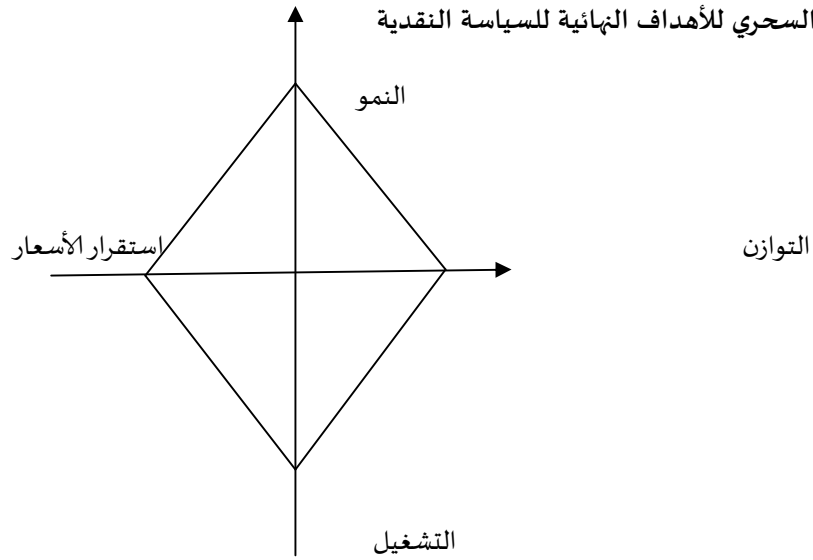 السحري للأهداف النهائية للسياسة النقدية
النمو
التوازن
استقرار الأسعار
التشغيل